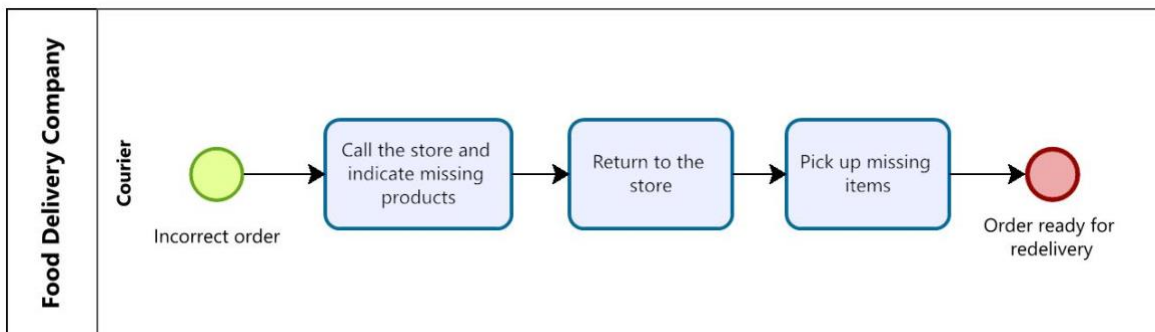 Food Delivery Company
Courier
Incorrect order
Call the store and
indicate missing
products
Return to the
store
Pick up missing
items
Order ready for
redelivery